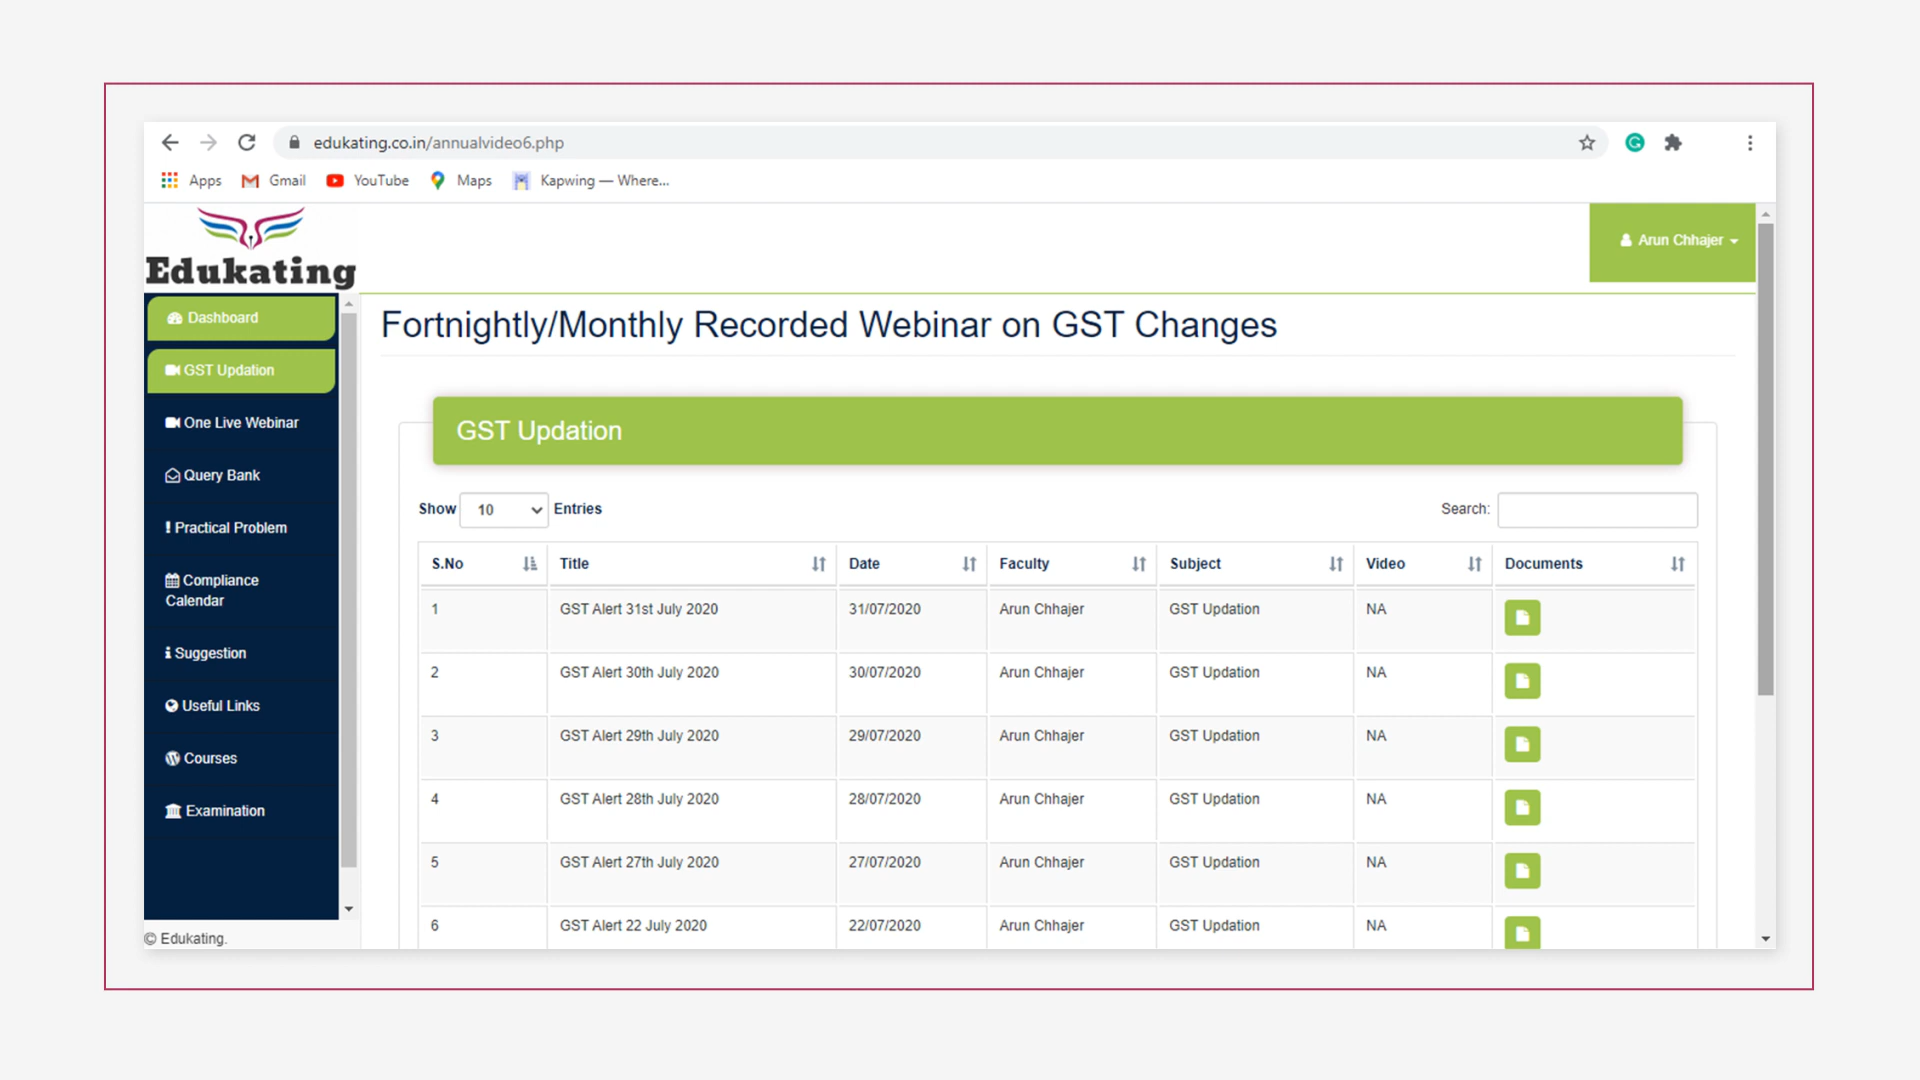 edukating.co.in/annualvideo6.php
Apps Gmail YouTube Maps Kapwing — Where...
Edukating
Arun Chhajer
Dashboard
GST Updation
One Live Webinar
Query Bank
Practical Problem
Compliance
Calendar
Suggestion
Useful Links
Courses
Examination
© Edukating.
Fortnightly/Monthly Recorded Webinar on GST Changes
GST Updation
Show 10 Entries Search:
S.No Title Date Faculty Subject Video Documents
1 GST Alert 31st July 2020 31/07/2020 Arun Chhajer GST Updation NA
2 GST Alert 30th July 2020 30/07/2020 Arun Chhajer GST Updation NA
3 GST Alert 29th July 2020 29/07/2020 Arun Chhajer GST Updation NA
4 GST Alert 28th July 2020 28/07/2020 Arun Chhajer GST Updation NA
5 GST Alert 27th July 2020 27/07/2020 Arun Chhajer GST Updation NA
6 GST Alert 22 July 2020 22/07/2020 Arun Chhajer GST Updation NA